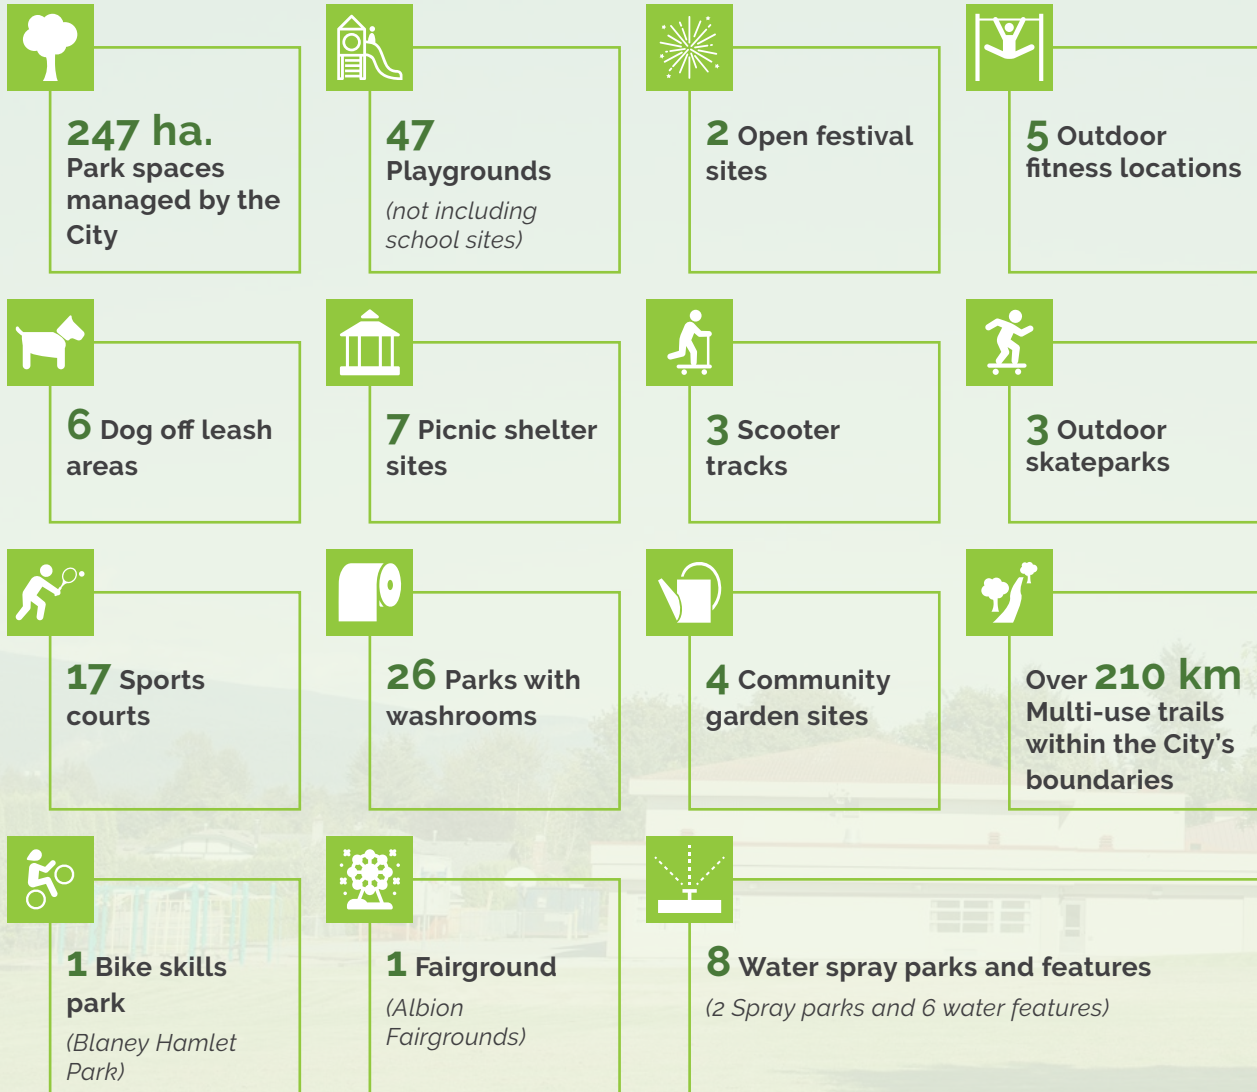 247 ha.
Park spaces
managed by the
City
47
Playgrounds
(not including
school sites)
2 Open festival
sites
5 Outdoor
fitness locations
6 Dog off leash
areas
7 Picnic shelter
sites
3 Scooter
tracks
3 Outdoor
skateparks
17 Sports
courts
26 Parks with
washrooms
4 Community
garden sites
Over 210 km
Multi-use trails
within the City's
boundaries
1 Bike skills
park
(Blaney Hamlet
Park)
1 Fairground
(Albion
Fairgrounds)
8 Water spray parks and features
(2 Spray parks and 6 water features)